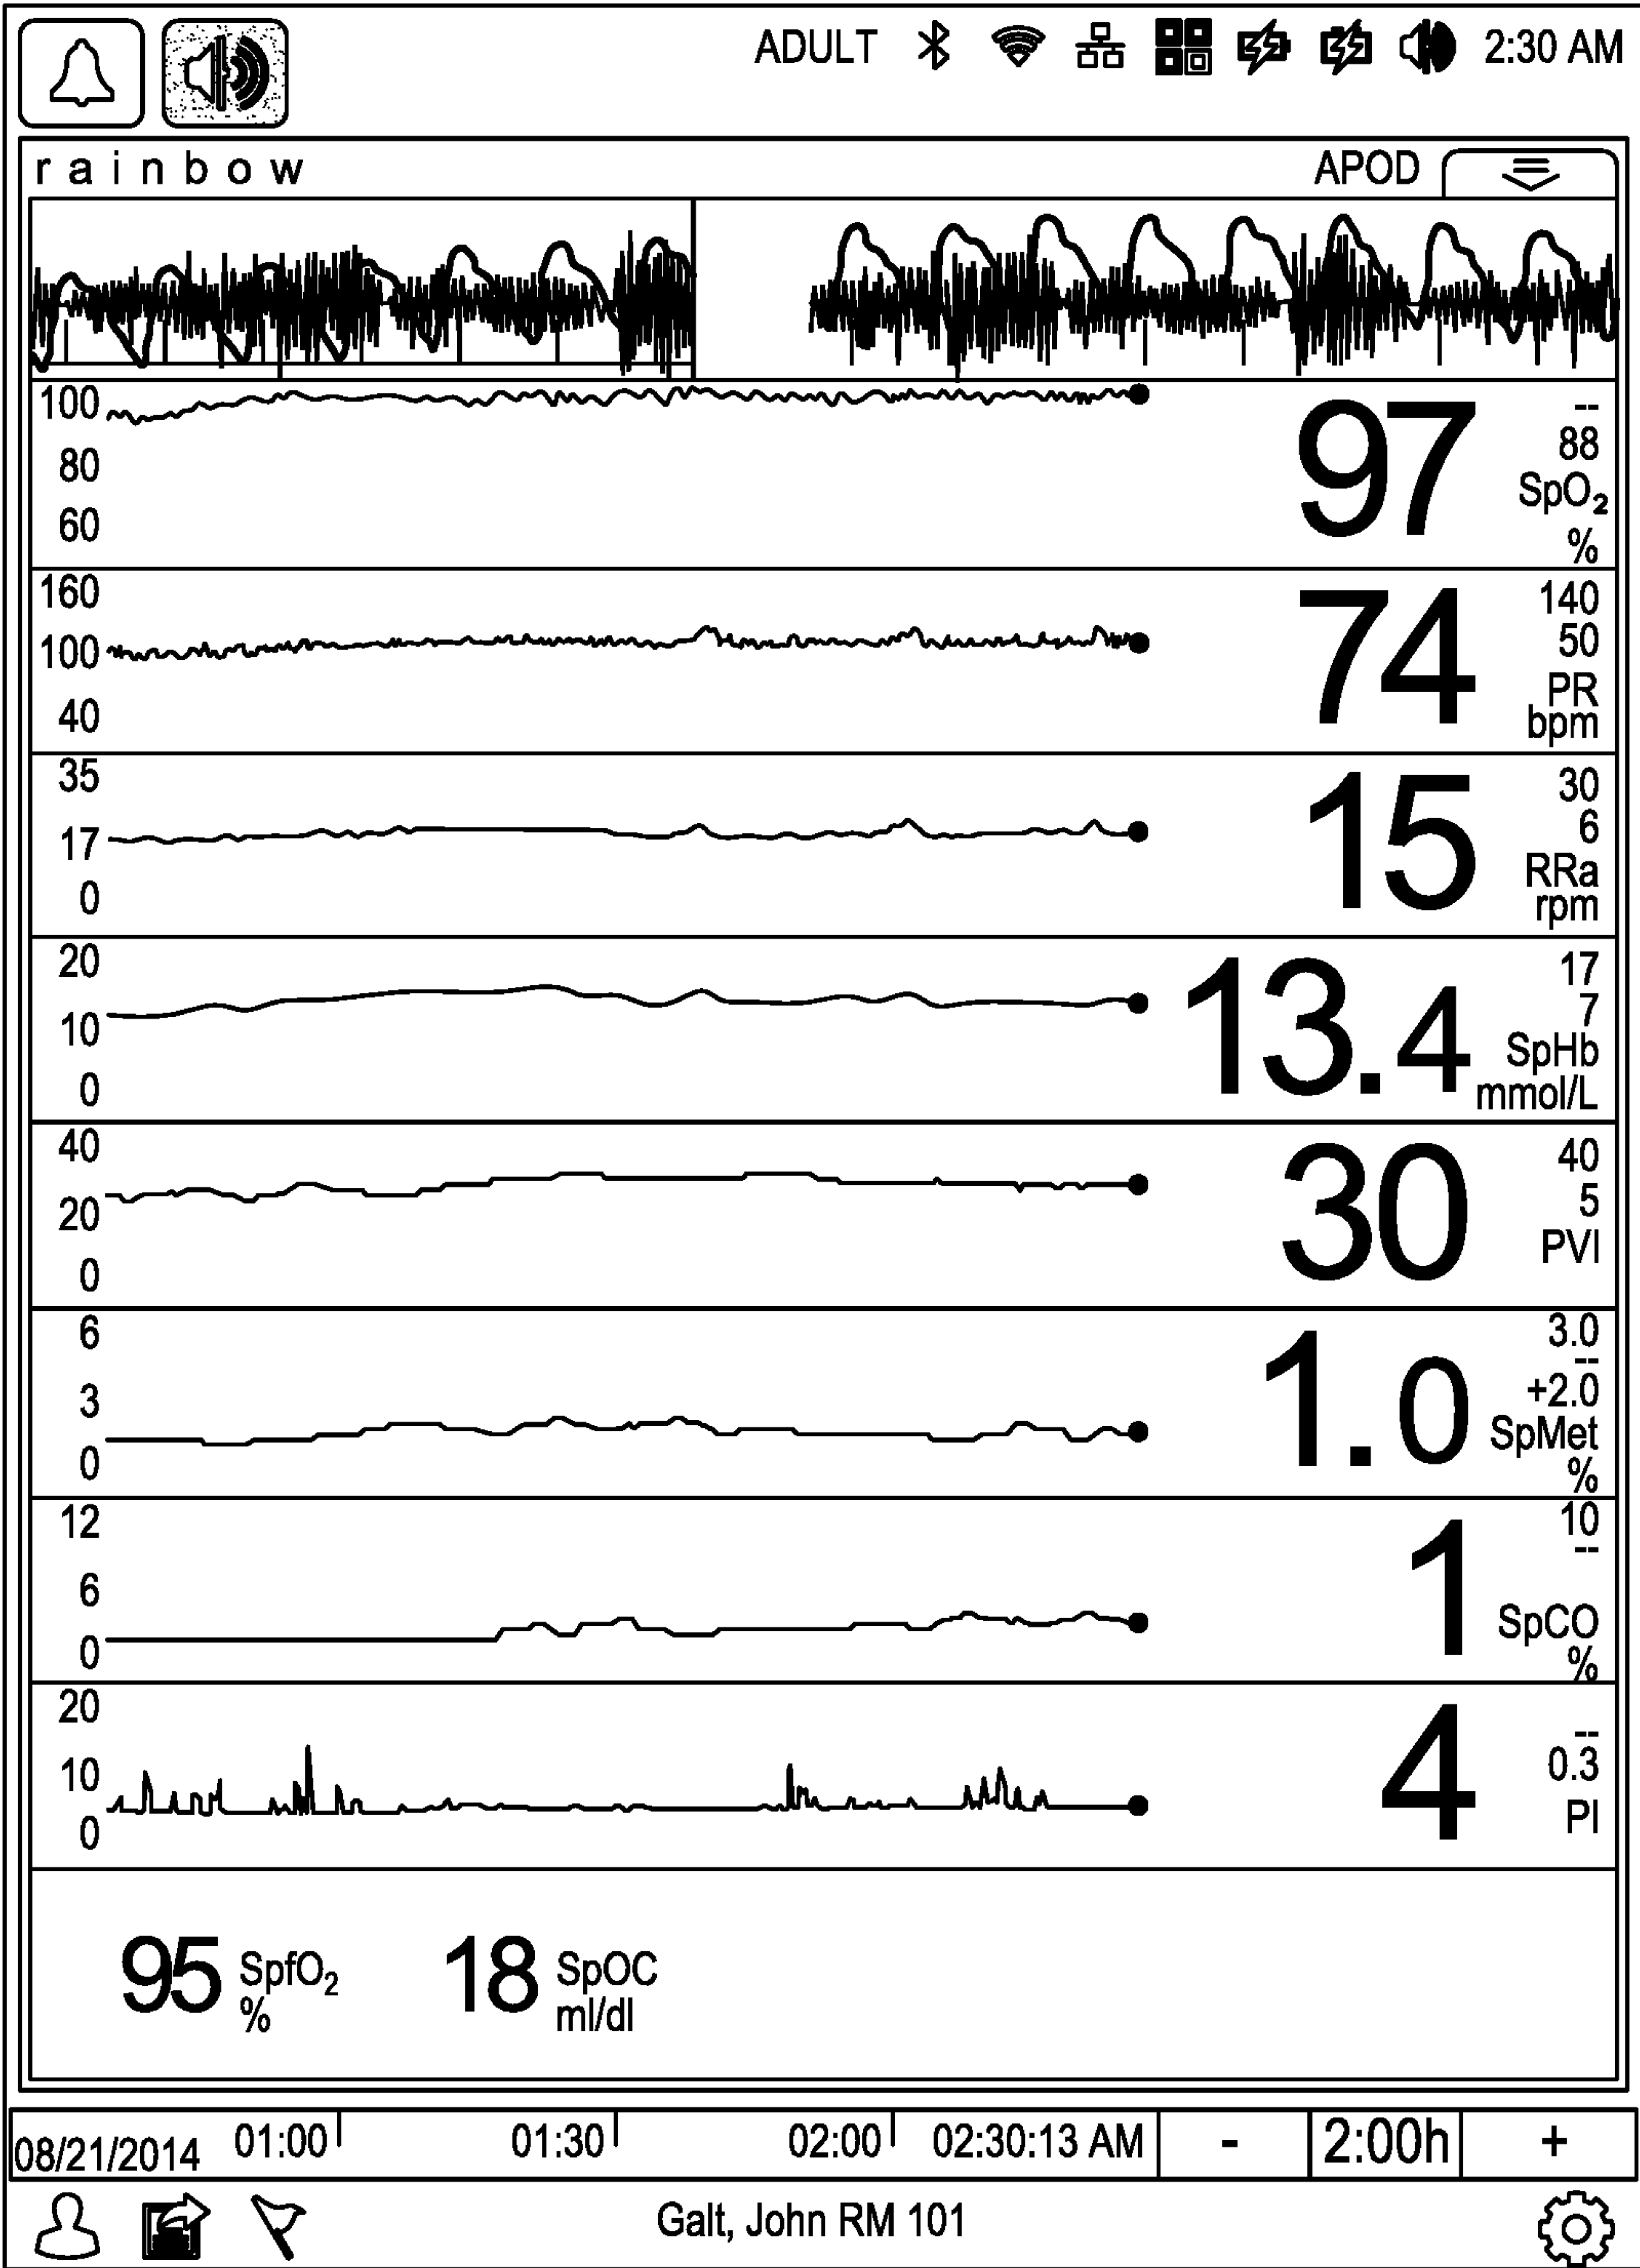 ADULT 2:30 AM
rainbow APOD
100
80
60
97
--
88
SpO₂
%
160
100
40
74
140
50
PR
bpm
35
17
0
15
30
6
RRa
rpm
20
10
0
13.4
17
7
SpHb
mmol/L
40
20
0
30
40
5
PVI
6
3
0
1.0
3.0
--
+2.0
SpMet
%
12
6
0
1
10
--
SpCO
%
20
10
0
4
--
0.3
PI
95 SpfO₂
%
18 SpOC
ml/dl
08/21/2014 01:00 01:30 02:00 02:30:13 AM - 2:00h +
Galt, John RM 101